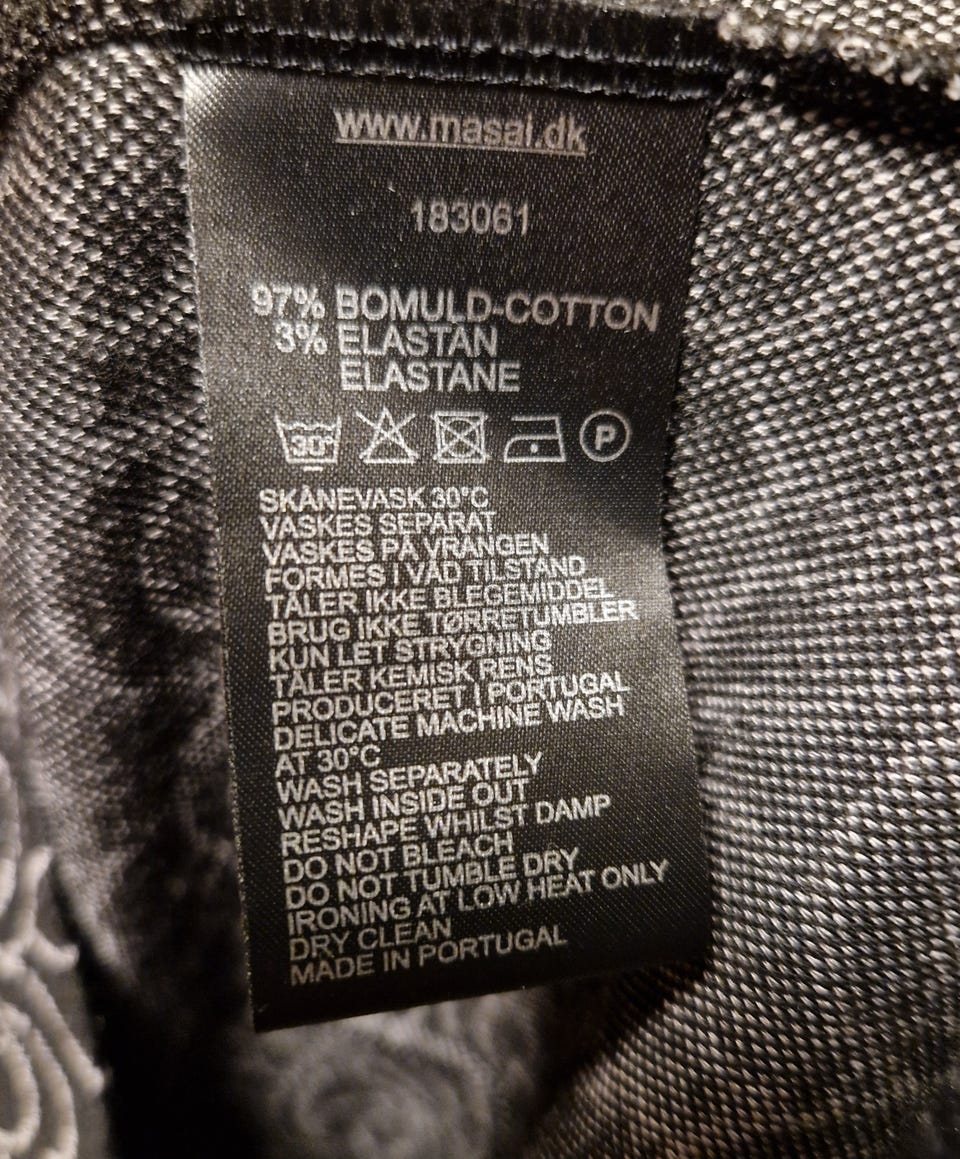 www.masai.dk
183061
97% BOMULD-COTTON
3% ELASTAN
ELASTANE
30° P
SKÅNEVASK 30°C
VASKES SEPARAT
VASKES PÅ VRANGEN
FORMES I VÅD TILSTAND
TÅLER IKKE BLEGEMIDDEL
BRUG IKKE TØRRETUMBLER
KUN LET STRYGNING
TÅLER KEMISK RENS
PRODUCERET I PORTUGAL
DELICATE MACHINE WASH
AT 30°C
WASH SEPARATELY
WASH INSIDE OUT
RESHAPE WHILST DAMP
DO NOT BLEACH
DO NOT TUMBLE DRY
IRONING AT LOW HEAT ONLY
DRY CLEAN
MADE IN PORTUGAL